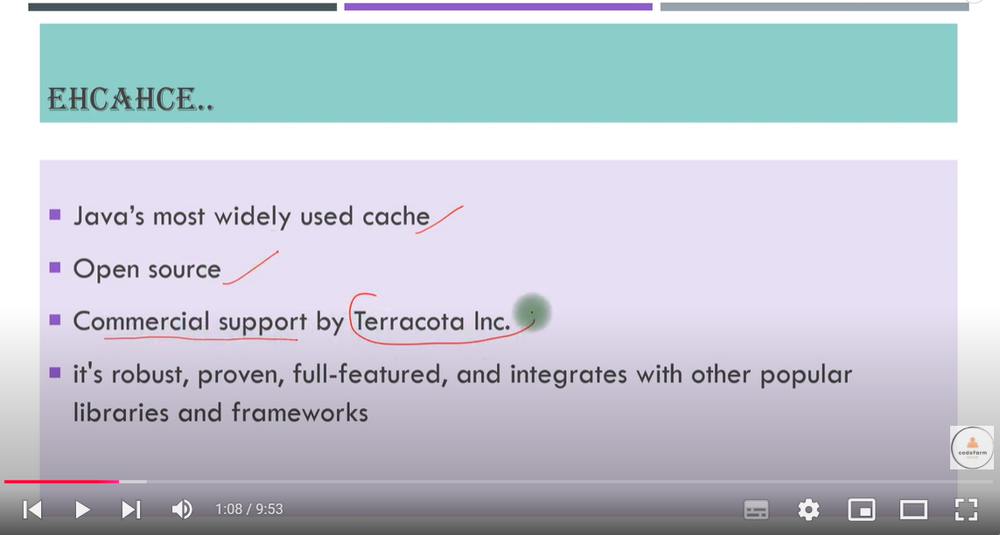 EHCAHCE..
Java's most widely used cache
Open source
Commercial support by Terracota Inc.
it's robust, proven, full-featured, and integrates with other popular
libraries and frameworks
codefarm
1:08 / 9:53